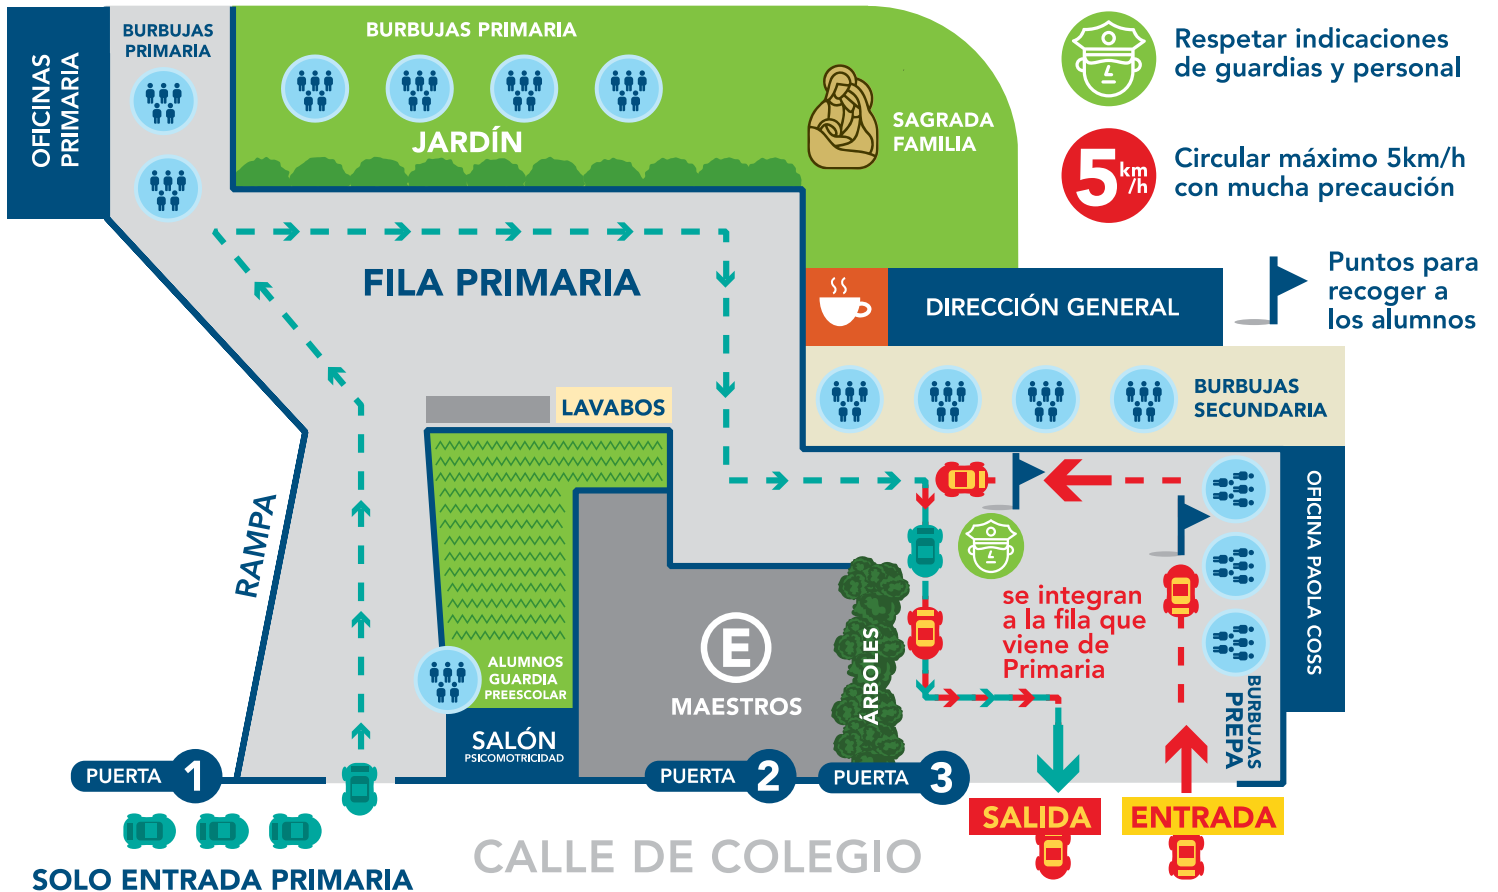 OFICINAS
PRIMARIA
BURBUJAS
PRIMARIA
BURBUJAS PRIMARIA
JARDÍN
SAGRADA
FAMILIA
Respetar indicaciones
de guardias y personal
5 km
/h
Circular máximo 5km/h
con mucha precaución
Puntos para
recoger a
los alumnos
FILA PRIMARIA
DIRECCIÓN GENERAL
BURBUJAS
SECUNDARIA
LAVABOS
RAMPA
OFICINA PAOLA COSS
se integran
a la fila que
viene de
Primaria
E
MAESTROS
ÁRBOLES
ALUMNOS
GUARDIA
PREESCOLAR
SALÓN
PSICOMOTRICIDAD
BURBUJAS
PREPA
PUERTA 1
PUERTA 2
PUERTA 3
SALIDA
ENTRADA
CALLE DE COLEGIO
SOLO ENTRADA PRIMARIA